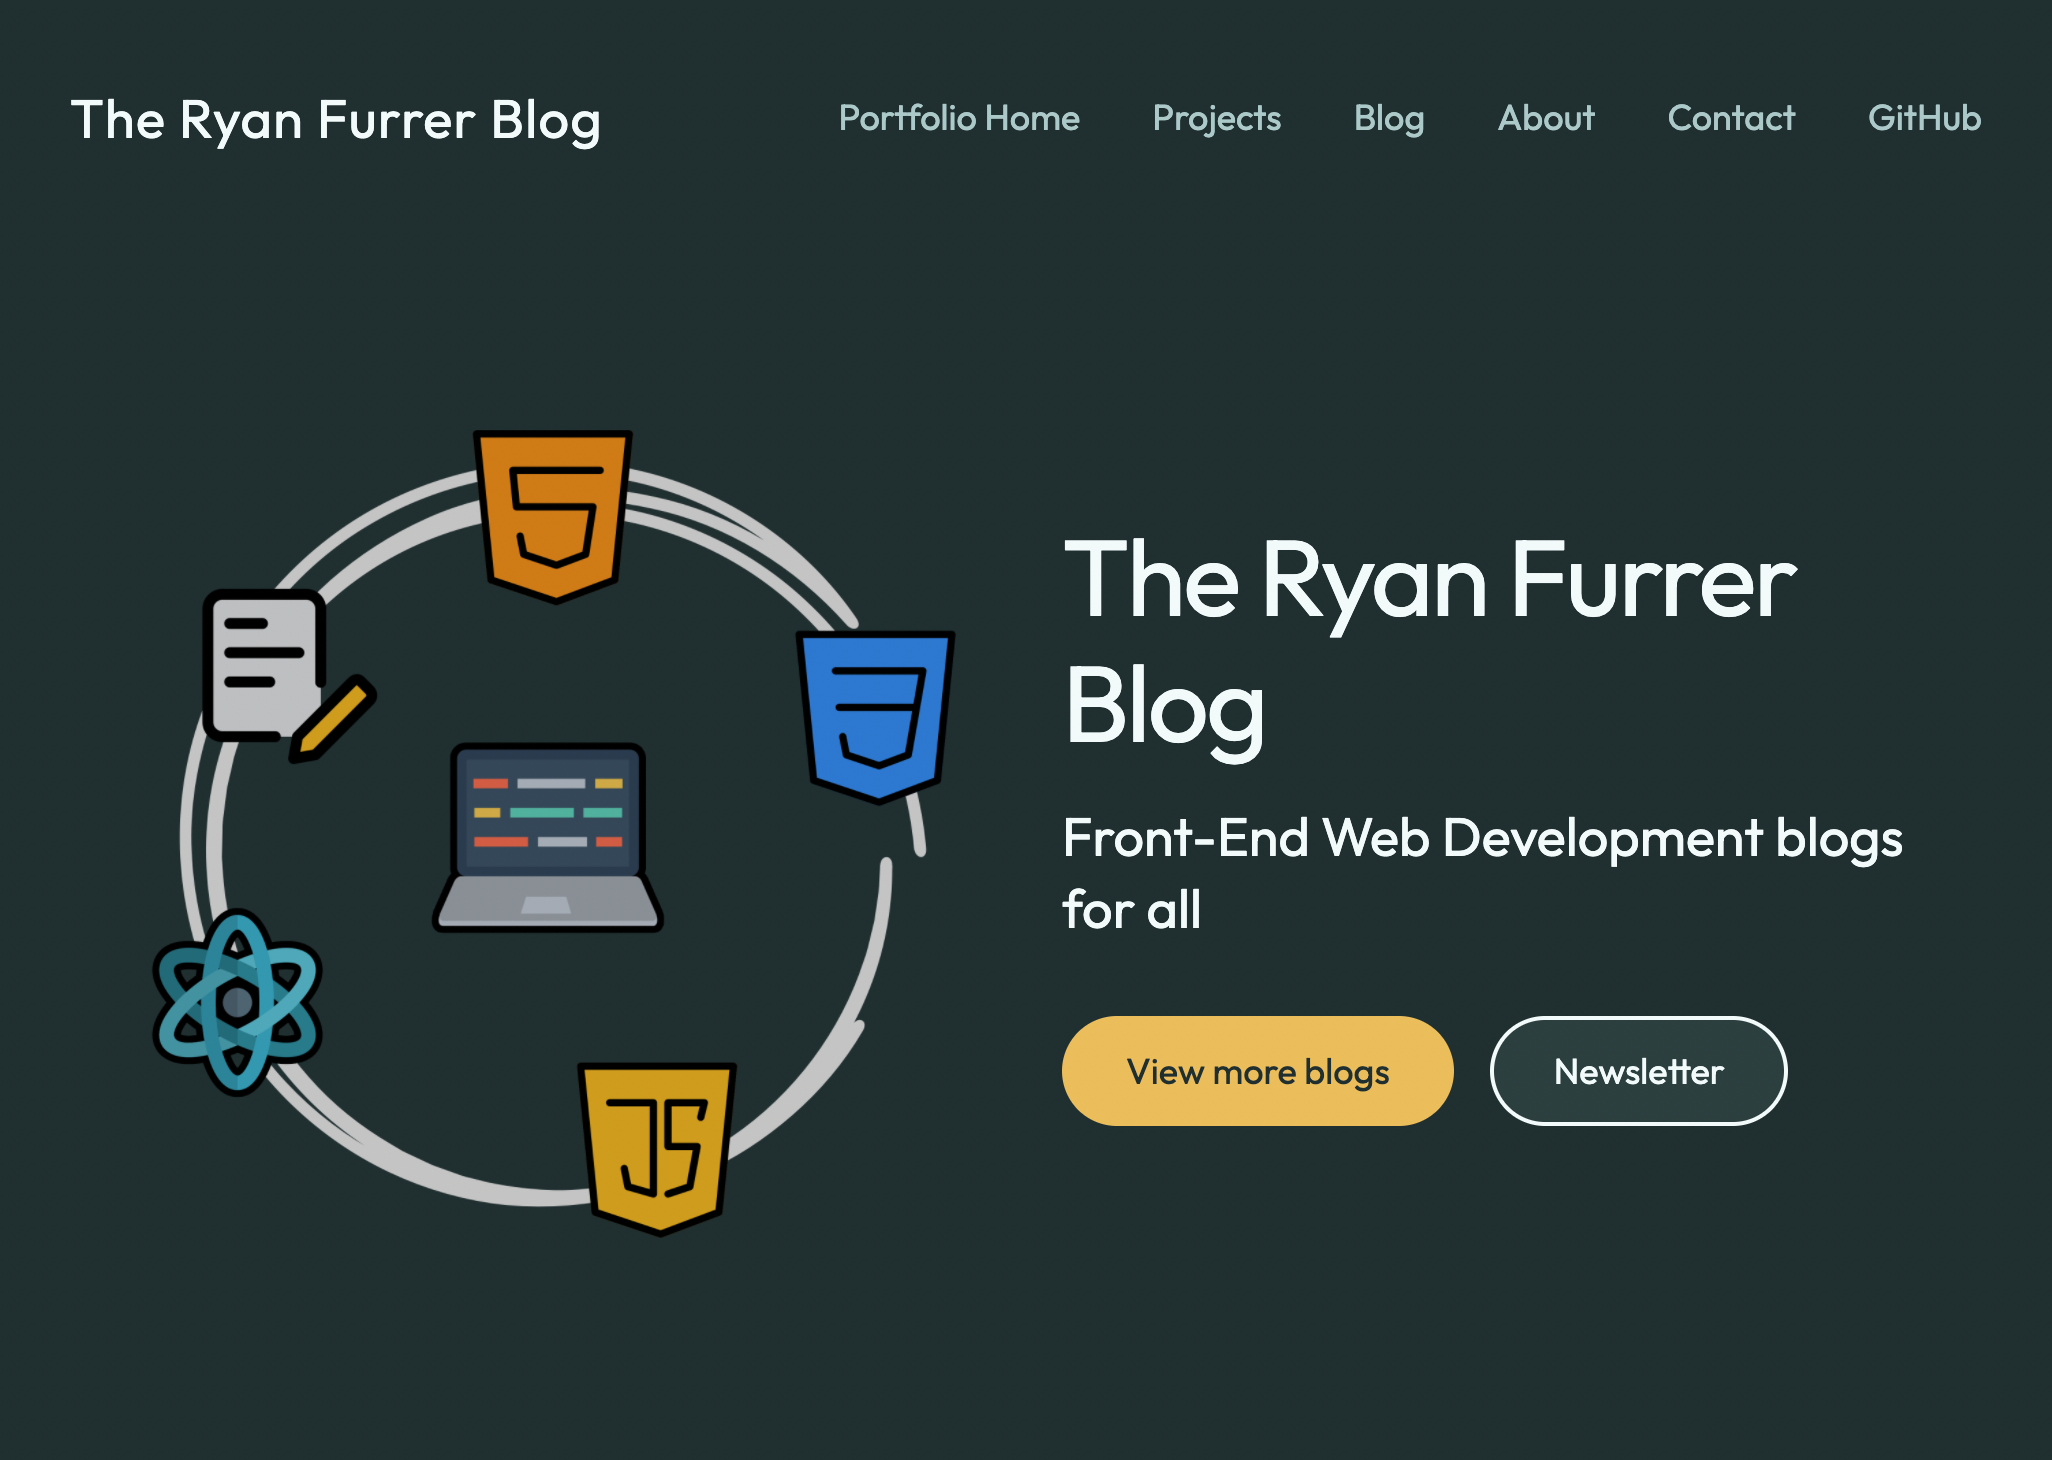 The Ryan Furrer Blog
Portfolio Home Projects Blog About Contact GitHub
5
3
JS
The Ryan Furrer
Blog
Front-End Web Development blogs
for all
View more blogs Newsletter